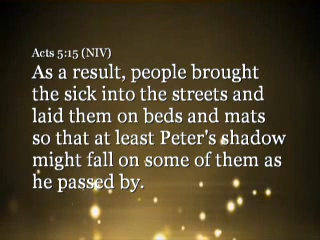 Acts 5:15 (NIV)
As a result, people brought
the sick into the streets and
laid them on beds and mats
so that at least Peter's shadow
might fall on some of them as
he passed by.